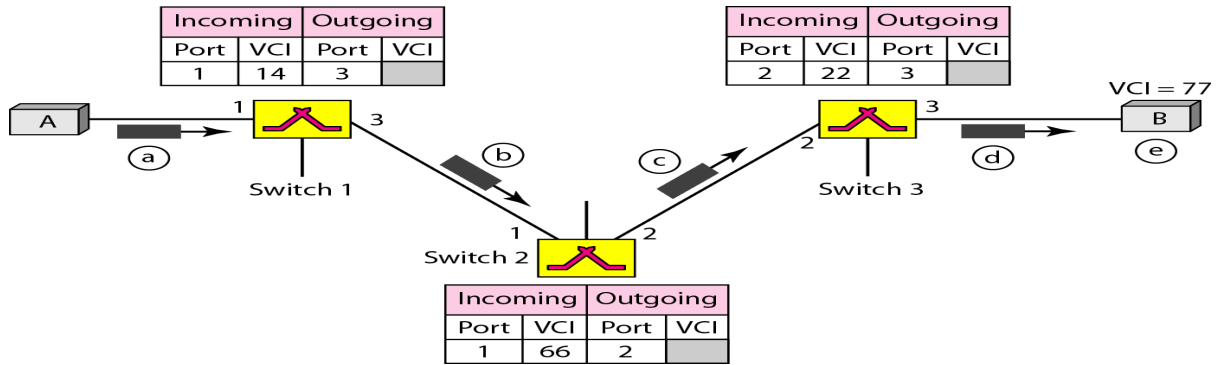 Incoming Outgoing
Port VCI Port VCI
1 14 3
Incoming Outgoing
Port VCI Port VCI
2 22 3
VCI = 77
A
1
3
a
Switch 1
b
c
2
3
Switch 3
d
B
e
1
2
Switch 2
Incoming Outgoing
Port VCI Port VCI
1 66 2